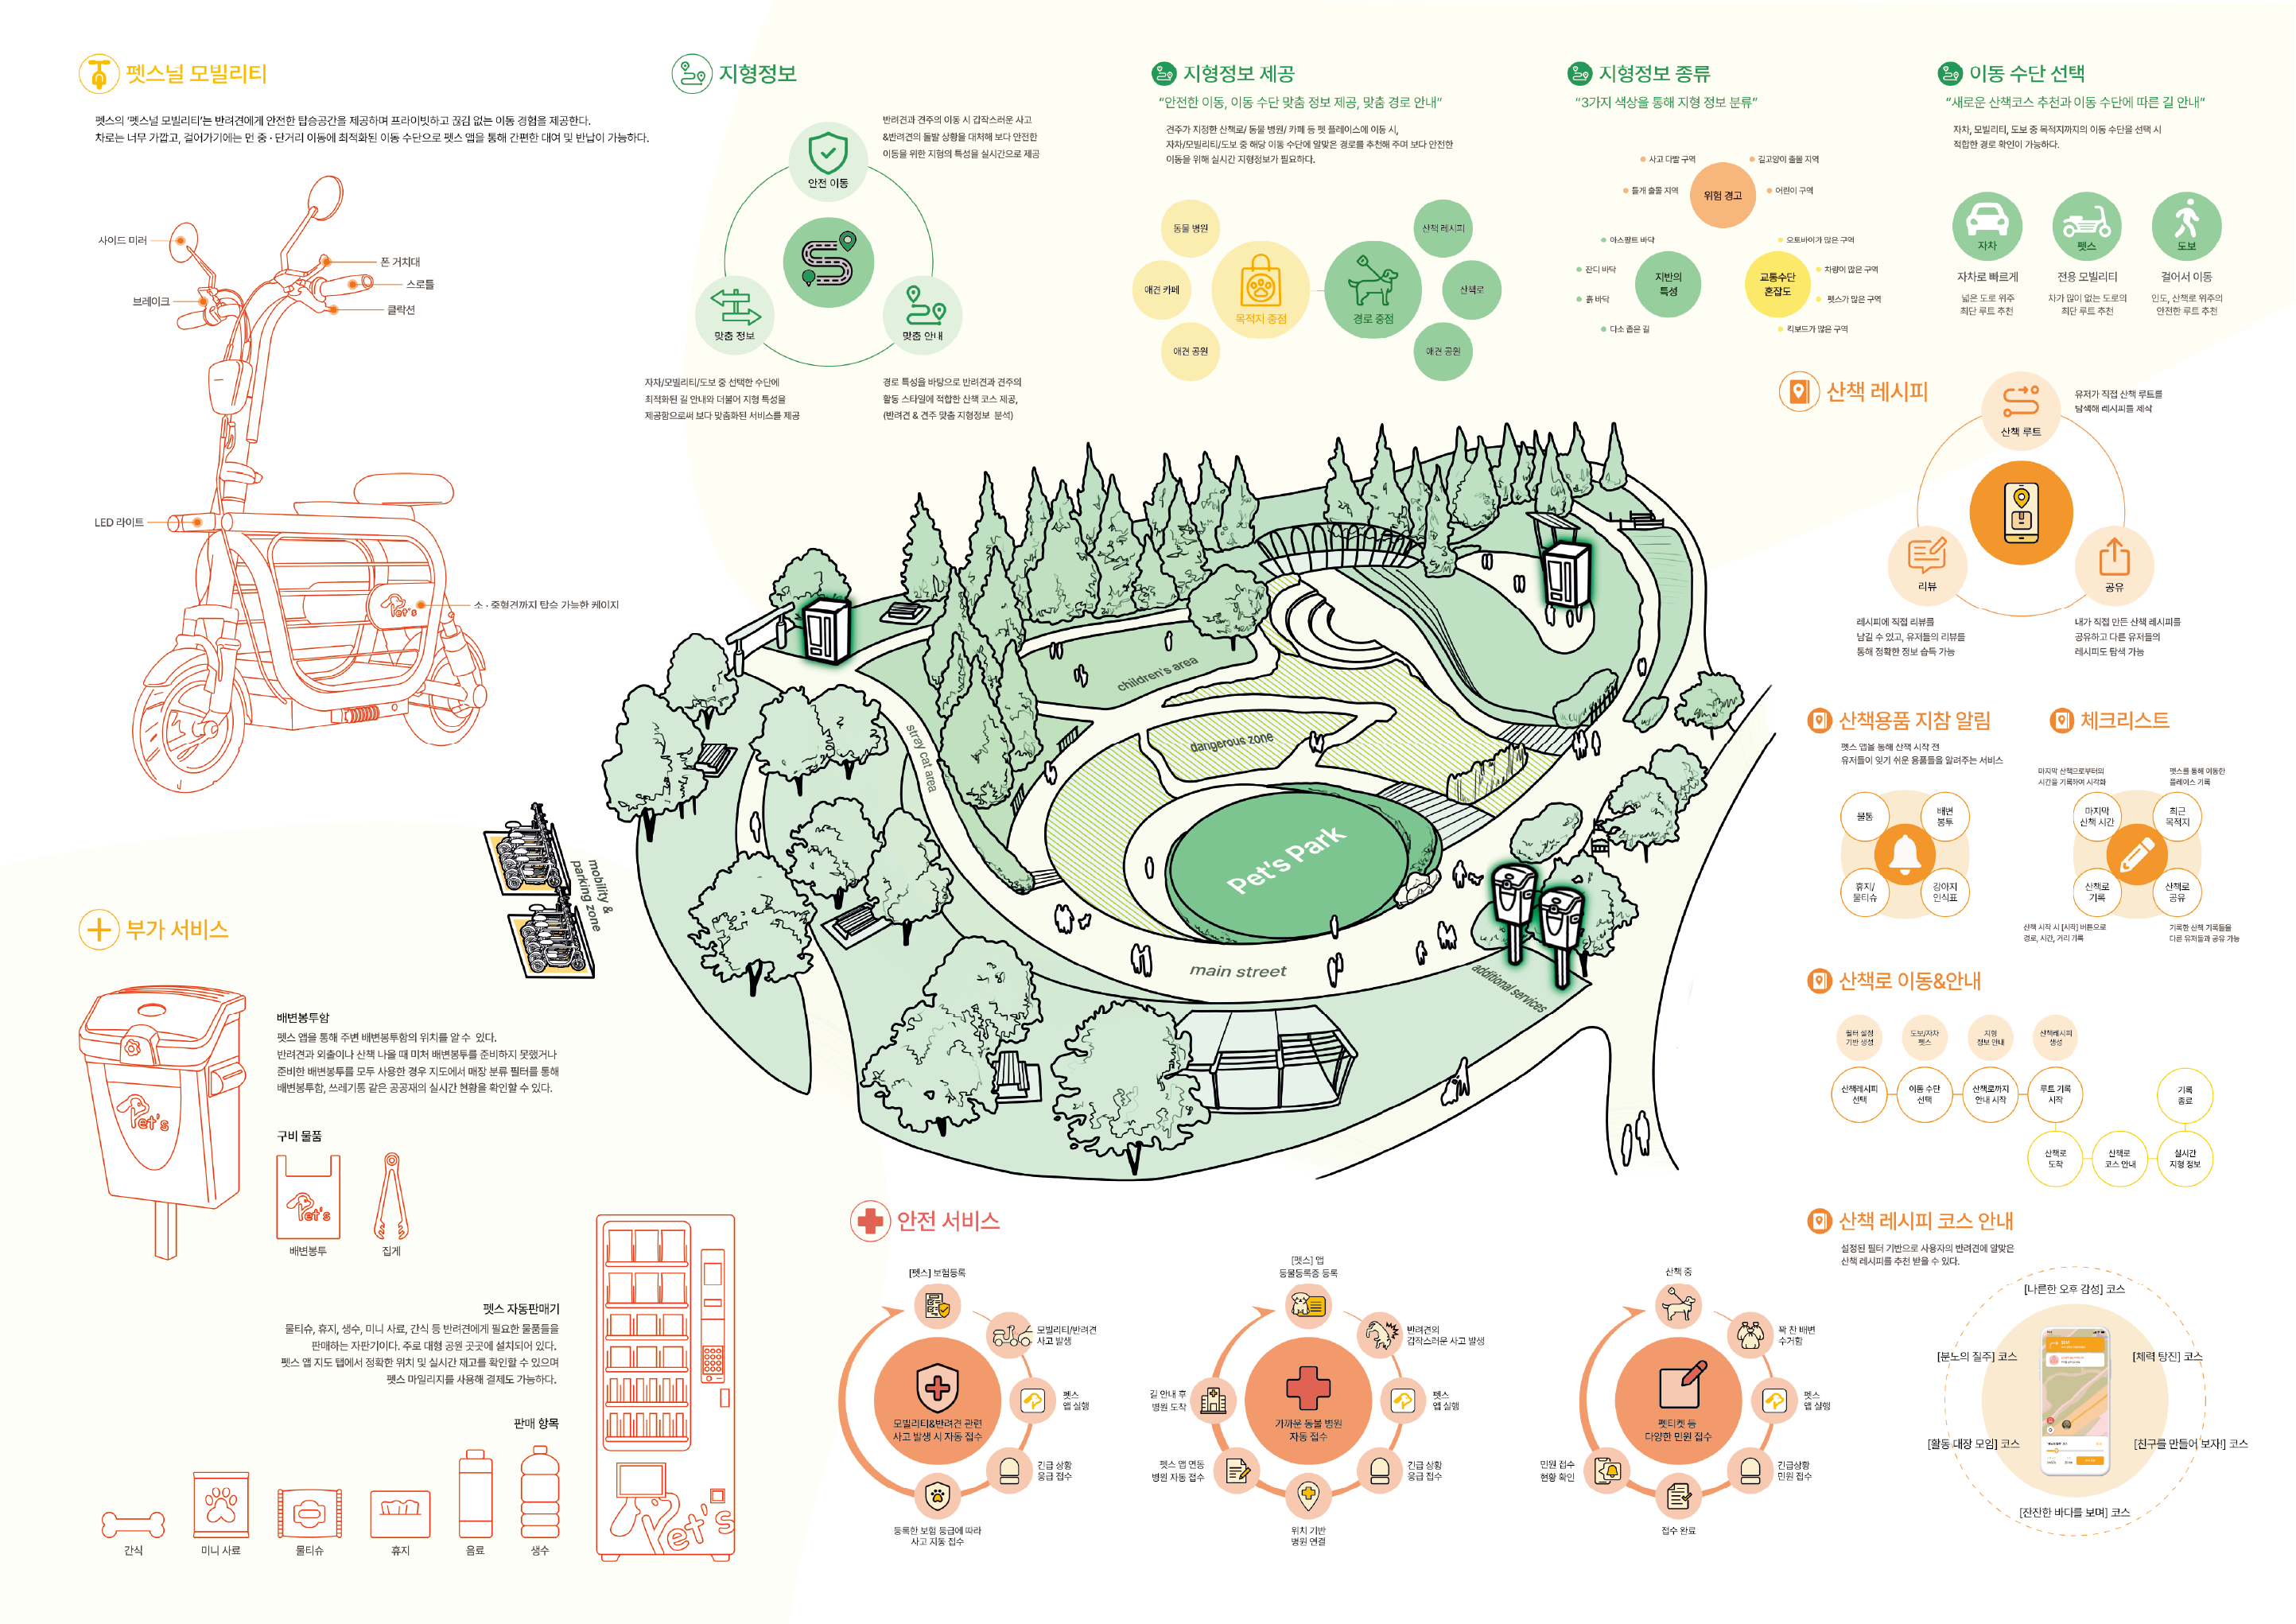 펫스널 모빌리티
펫스의 '펫스널 모빌리티'는 반려견에게 안전한 탑승공간을 제공하며 프라이빗하고 끊김 없는 이동 경험을 제공한다.
차로는 너무 가깝고, 걸어가기에는 먼 중 · 단거리 이동에 최적화된 이동 수단으로 펫스 앱을 통해 간편한 대여 및 반납이 가능하다.
사이드 미러
폰 거치대
스로틀
브레이크
클락션
LED 라이트
소 · 중형견까지 탑승 가능한 케이지
Pet's
지형정보
반려견과 견주의 이동 시 갑작스러운 사고
&반려견의 돌발 상황을 대처해 보다 안전한
이동을 위한 지형의 특성을 실시간으로 제공
안전 이동
맞춤 정보
맞춤 안내
자차/모빌리티/도보 중 선택한 수단에
최적화된 길 안내와 더불어 지형 특성을
제공함으로써 보다 맞춤화된 서비스를 제공
경로 특성을 바탕으로 반려견과 견주의
활동 스타일에 적합한 산책 코스 제공,
(반려견 & 견주 맞춤 지형정보 분석)
지형정보 제공
"안전한 이동, 이동 수단 맞춤 정보 제공, 맞춤 경로 안내"
견주가 지정한 산책로/ 동물 병원/ 카페 등 펫 플레이스에 이동 시,
자차/모빌리티/도보 중 해당 이동 수단에 알맞은 경로를 추천해 주며 보다 안전한
이동을 위해 실시간 지형정보가 필요하다.
동물 병원
애견 카페
애견 공원
목적지 중점
경로 중점
산책 레시피
산책로
애견 공원
지형정보 종류
"3가지 색상을 통해 지형 정보 분류"
사고 다발 구역
길고양이 출몰 지역
들개 출몰 지역
위험 경고
어린이 구역
아스팔트 바닥
잔디 바닥
흙 바닥
다소 좁은 길
지반의
특성
교통수단
혼잡도
오토바이가 많은 구역
차량이 많은 구역
펫스가 많은 구역
킥보드가 많은 구역
이동 수단 선택
"새로운 산책코스 추천과 이동 수단에 따른 길 안내"
자차, 모빌리티, 도보 중 목적지까지의 이동 수단을 선택 시
적합한 경로 확인이 가능하다.
자차
펫스
도보
자차로 빠르게
전용 모빌리티
걸어서 이동
넓은 도로 위주
최단 루트 추천
차가 많이 없는 도로의
최단 루트 추천
인도, 산책로 위주의
안전한 루트 추천
산책 레시피
산책 루트
유저가 직접 산책 루트를
탐색해 레시피를 제작
리뷰
공유
레시피에 직접 리뷰를
남길 수 있고, 유저들의 리뷰를
통해 정확한 정보 습득 가능
내가 직접 만든 산책 레시피를
공유하고 다른 유저들의
레시피도 탐색 가능
children's area
stray cat area
dangerous zone
Pet's Park
main street
additional services
mobility &
parking zone
산책용품 지참 알림
펫스 앱을 통해 산책 시작 전
유저들이 잊기 쉬운 용품들을 알려주는 서비스
물통
배변
봉투
휴지/
물티슈
강아지
인식표
체크리스트
마지막 산책으로부터의
시간을 기록하여 시각화
펫스를 통해 이동한
플레이스 기록
마지막
산책 시간
최근
목적지
산책로
기록
산책로
공유
산책 시작 시 [시작] 버튼으로
경로, 시간, 거리 기록
기록한 산책 기록들을
다른 유저들과 공유 가능
산책로 이동&안내
필터 설정
기반 생성
도보/자차
펫스
지형
정보 안내
산책레시피
생성
산책레시피
선택
이동 수단
선택
산책로까지
안내 시작
루트 기록
시작
기록
종료
산책로
도착
산책로
코스 안내
실시간
지형 정보
부가 서비스
배변봉투함
펫스 앱을 통해 주변 배변봉투함의 위치를 알 수 있다.
반려견과 외출이나 산책 나올 때 미처 배변봉투를 준비하지 못했거나
준비한 배변봉투를 모두 사용한 경우 지도에서 매장 분류 필터를 통해
배변봉투함, 쓰레기통 같은 공공재의 실시간 현황을 확인할 수 있다.
Pet's
구비 물품
Pet's
배변봉투
집게
펫스 자동판매기
물티슈, 휴지, 생수, 미니 사료, 간식 등 반려견에게 필요한 물품들을
판매하는 자판기이다. 주로 대형 공원 곳곳에 설치되어 있다.
펫스 앱 지도 탭에서 정확한 위치 및 실시간 재고를 확인할 수 있으며
펫스 마일리지를 사용해 결제도 가능하다.
판매 항목
간식
미니 사료
물티슈
휴지
음료
생수
Pet's
안전 서비스
[펫스] 보험등록
모빌리티/반려견
사고 발생
펫스
앱 실행
긴급 상황
응급 접수
등록한 보험 등급에 따라
사고 자동 접수
모빌리티&반려견 관련
사고 발생 시 자동 접수
[펫스] 앱
동물등록증 등록
반려견의
갑작스러운 사고 발생
펫스
앱 실행
긴급 상황
응급 접수
위치 기반
병원 연결
펫스 앱 연동
병원 자동 접수
길 안내 후
병원 도착
가까운 동물 병원
자동 접수
산책 중
꽉 찬 배변
수거함
펫스
앱 실행
긴급상황
민원 접수
접수 완료
민원 접수
현황 확인
펫티켓 등
다양한 민원 접수
산책 레시피 코스 안내
설정된 필터 기반으로 사용자의 반려견에 알맞은
산책 레시피를 추천 받을 수 있다.
[나른한 오후 감성] 코스
[분노의 질주] 코스
[체력 탕진] 코스
[활동 대장 모임] 코스
[친구를 만들어 보자!] 코스
[잔잔한 바다를 보며] 코스